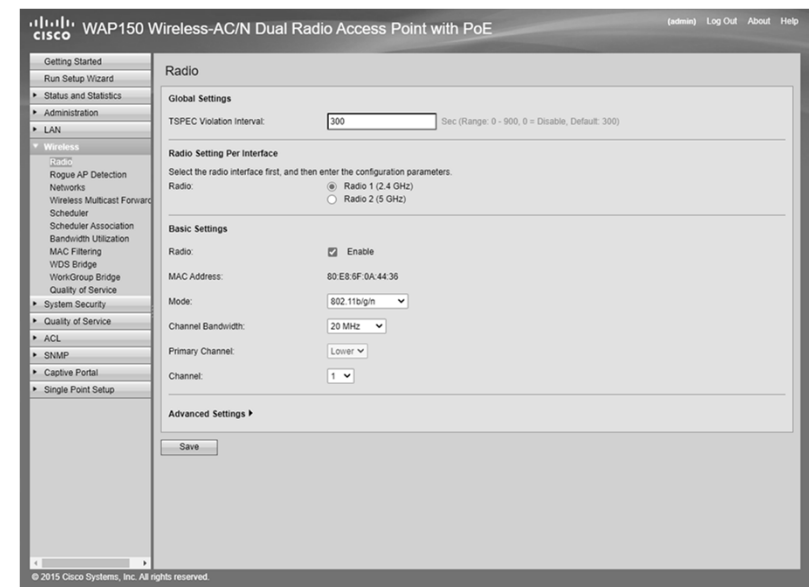 CISCO WAP150 Wireless-AC/N Dual Radio Access Point with PoE
(admin) Log Out About Help
Getting Started
Run Setup Wizard
Status and Statistics
Administration
LAN
Wireless
Radio
Rogue AP Detection
Networks
Wireless Multicast Forward
Scheduler
Scheduler Association
Bandwidth Utilization
MAC Filtering
WDS Bridge
WorkGroup Bridge
Quality of Service
System Security
Quality of Service
ACL
SNMP
Captive Portal
Single Point Setup
Radio
Global Settings
TSPEC Violation Interval: 300 Sec (Range: 0 - 900, 0 = Disable, Default: 300)
Radio Setting Per Interface
Select the radio interface first, and then enter the configuration parameters.
Radio: Radio 1 (2.4 GHz)
Radio 2 (5 GHz)
Basic Settings
Radio: Enable
MAC Address: 80:E8:6F:0A:44:36
Mode: 802.11b/g/n
Channel Bandwidth: 20 MHz
Primary Channel: Lower
Channel: 1
Advanced Settings
Save
© 2015 Cisco Systems, Inc. All rights reserved.